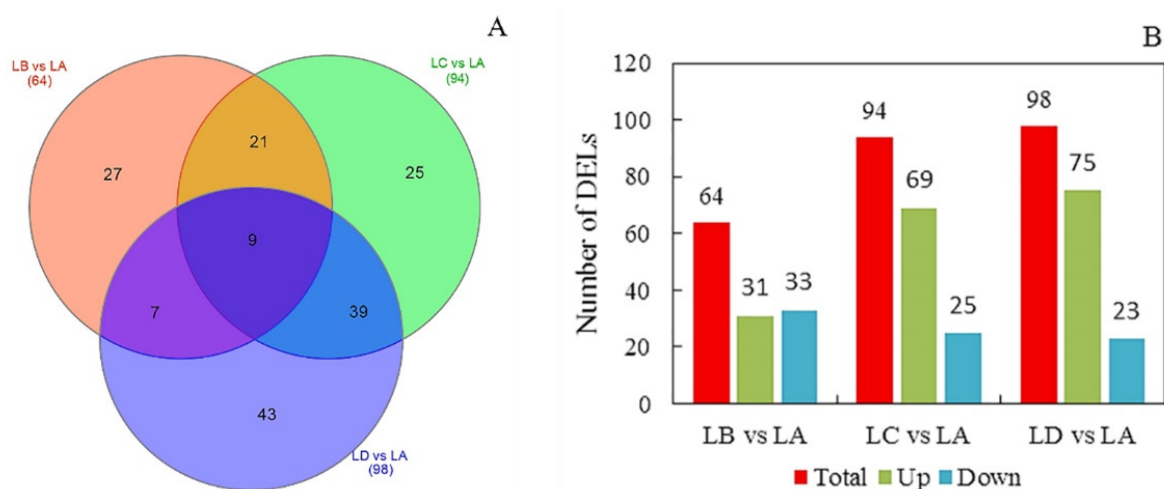 A
LB vs LA
(64)
LC vs LA
(94)
27
21
25
9
7
39
43
LD vs LA
(98)
B
Number of DELs
120
100
80
60
40
20
0
64
31
33
94
69
25
98
75
23
LB vs LA
LC vs LA
LD vs LA
Total Up Down